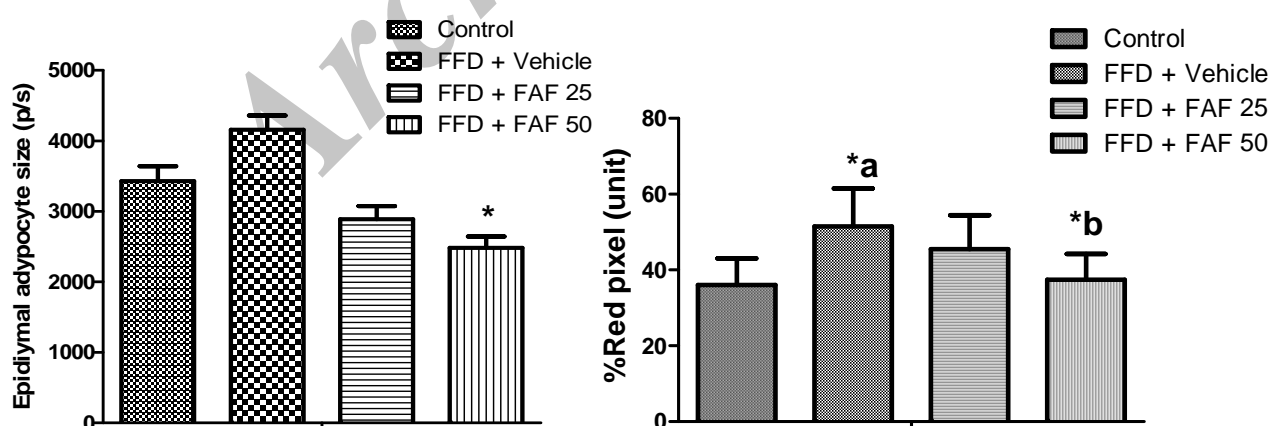 Control
FFD + Vehicle
FFD + FAF 25
FFD + FAF 50
Epidiymal adypocyte size (p/s)
5000
4000
3000
2000
1000
0
*
Control
FFD + Vehicle
FFD + FAF 25
FFD + FAF 50
%Red pixel (unit)
80
60
40
20
0
*a
*b